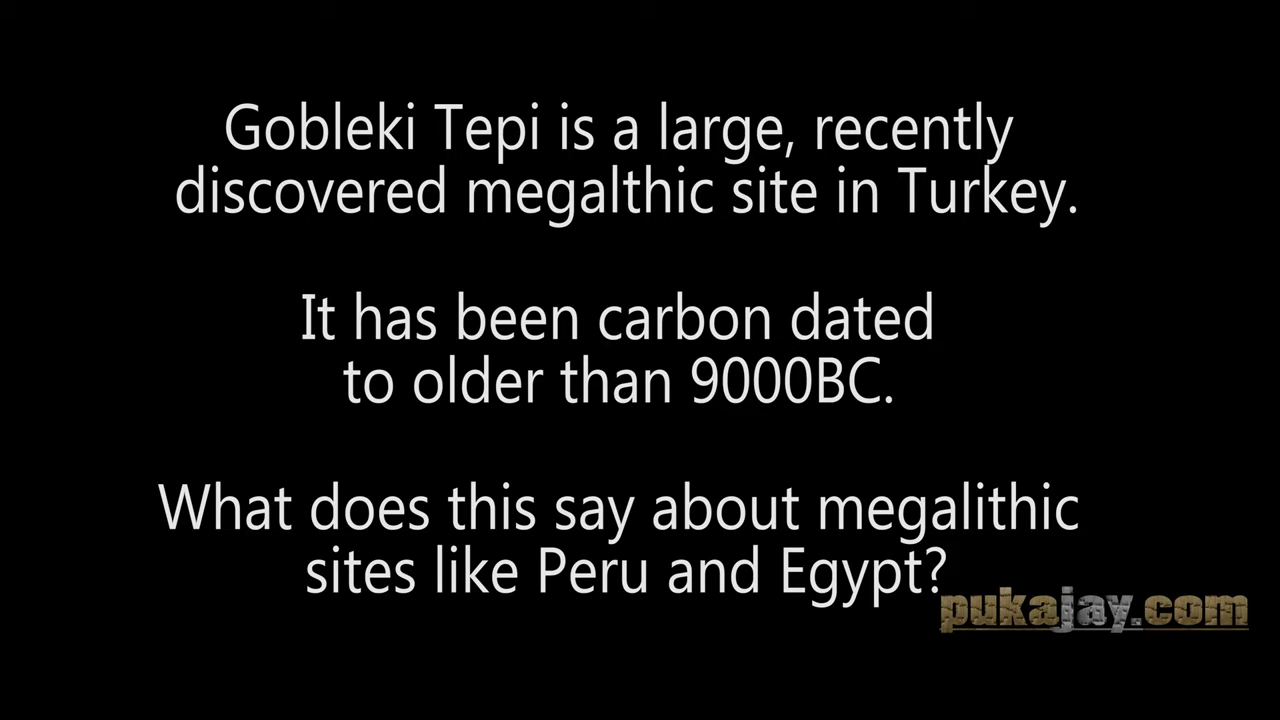 Gobleki Tepi is a large, recently
discovered megalthic site in Turkey.
It has been carbon dated
to older than 9000BC.
What does this say about megalithic
sites like Peru and Egypt?
pukajay.com